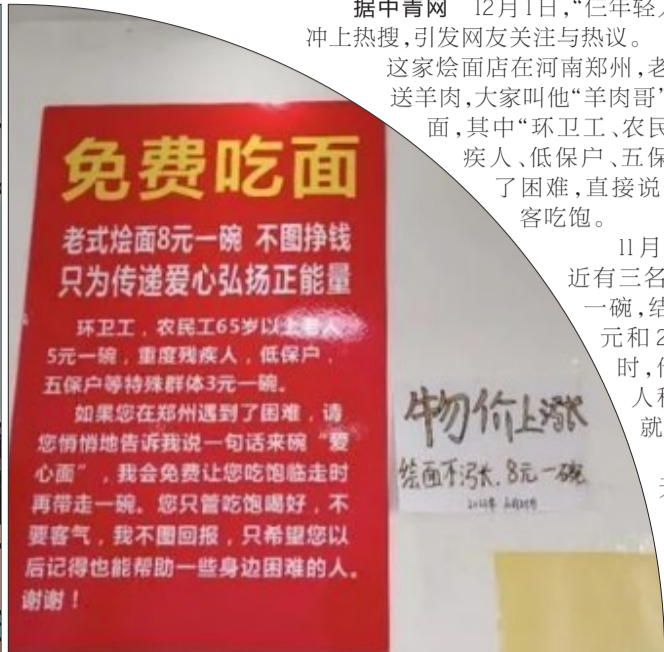 据中青网 12月1日,“仨年轻人
冲上热搜,引发网友关注与热议。
这家烩面店在河南郑州,老
送羊肉,大家叫他“羊肉哥”
面,其中“环卫工、农民
疾人、低保户、五保
了困难,直接说
客吃饱。
11月
近有三名
一碗,结
元和2
时,他
人和
就
免费吃面
老式烩面8元一碗 不图挣钱
只为传递爱心弘扬正能量
环卫工，农民工65岁以上老人
5元一碗，重度残疾人，低保户，
五保户等特殊群体3元一碗。
如果您在郑州遇到了困难，请
您悄悄地告诉我说一句话来碗“爱
心面”，我会免费让您吃饱临走时
再带走一碗。您只管吃饱喝好，不
要客气，我不图回报，只希望您以
后记得也能帮助一些身边困难的人。
谢谢！
物价上涨
绘面不涨.8元一碗